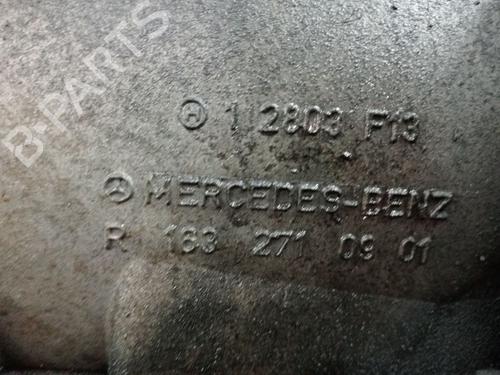 B-PARTS
H 1 2803 F13
MERCEDES-BENZ
R 163 271 09 01